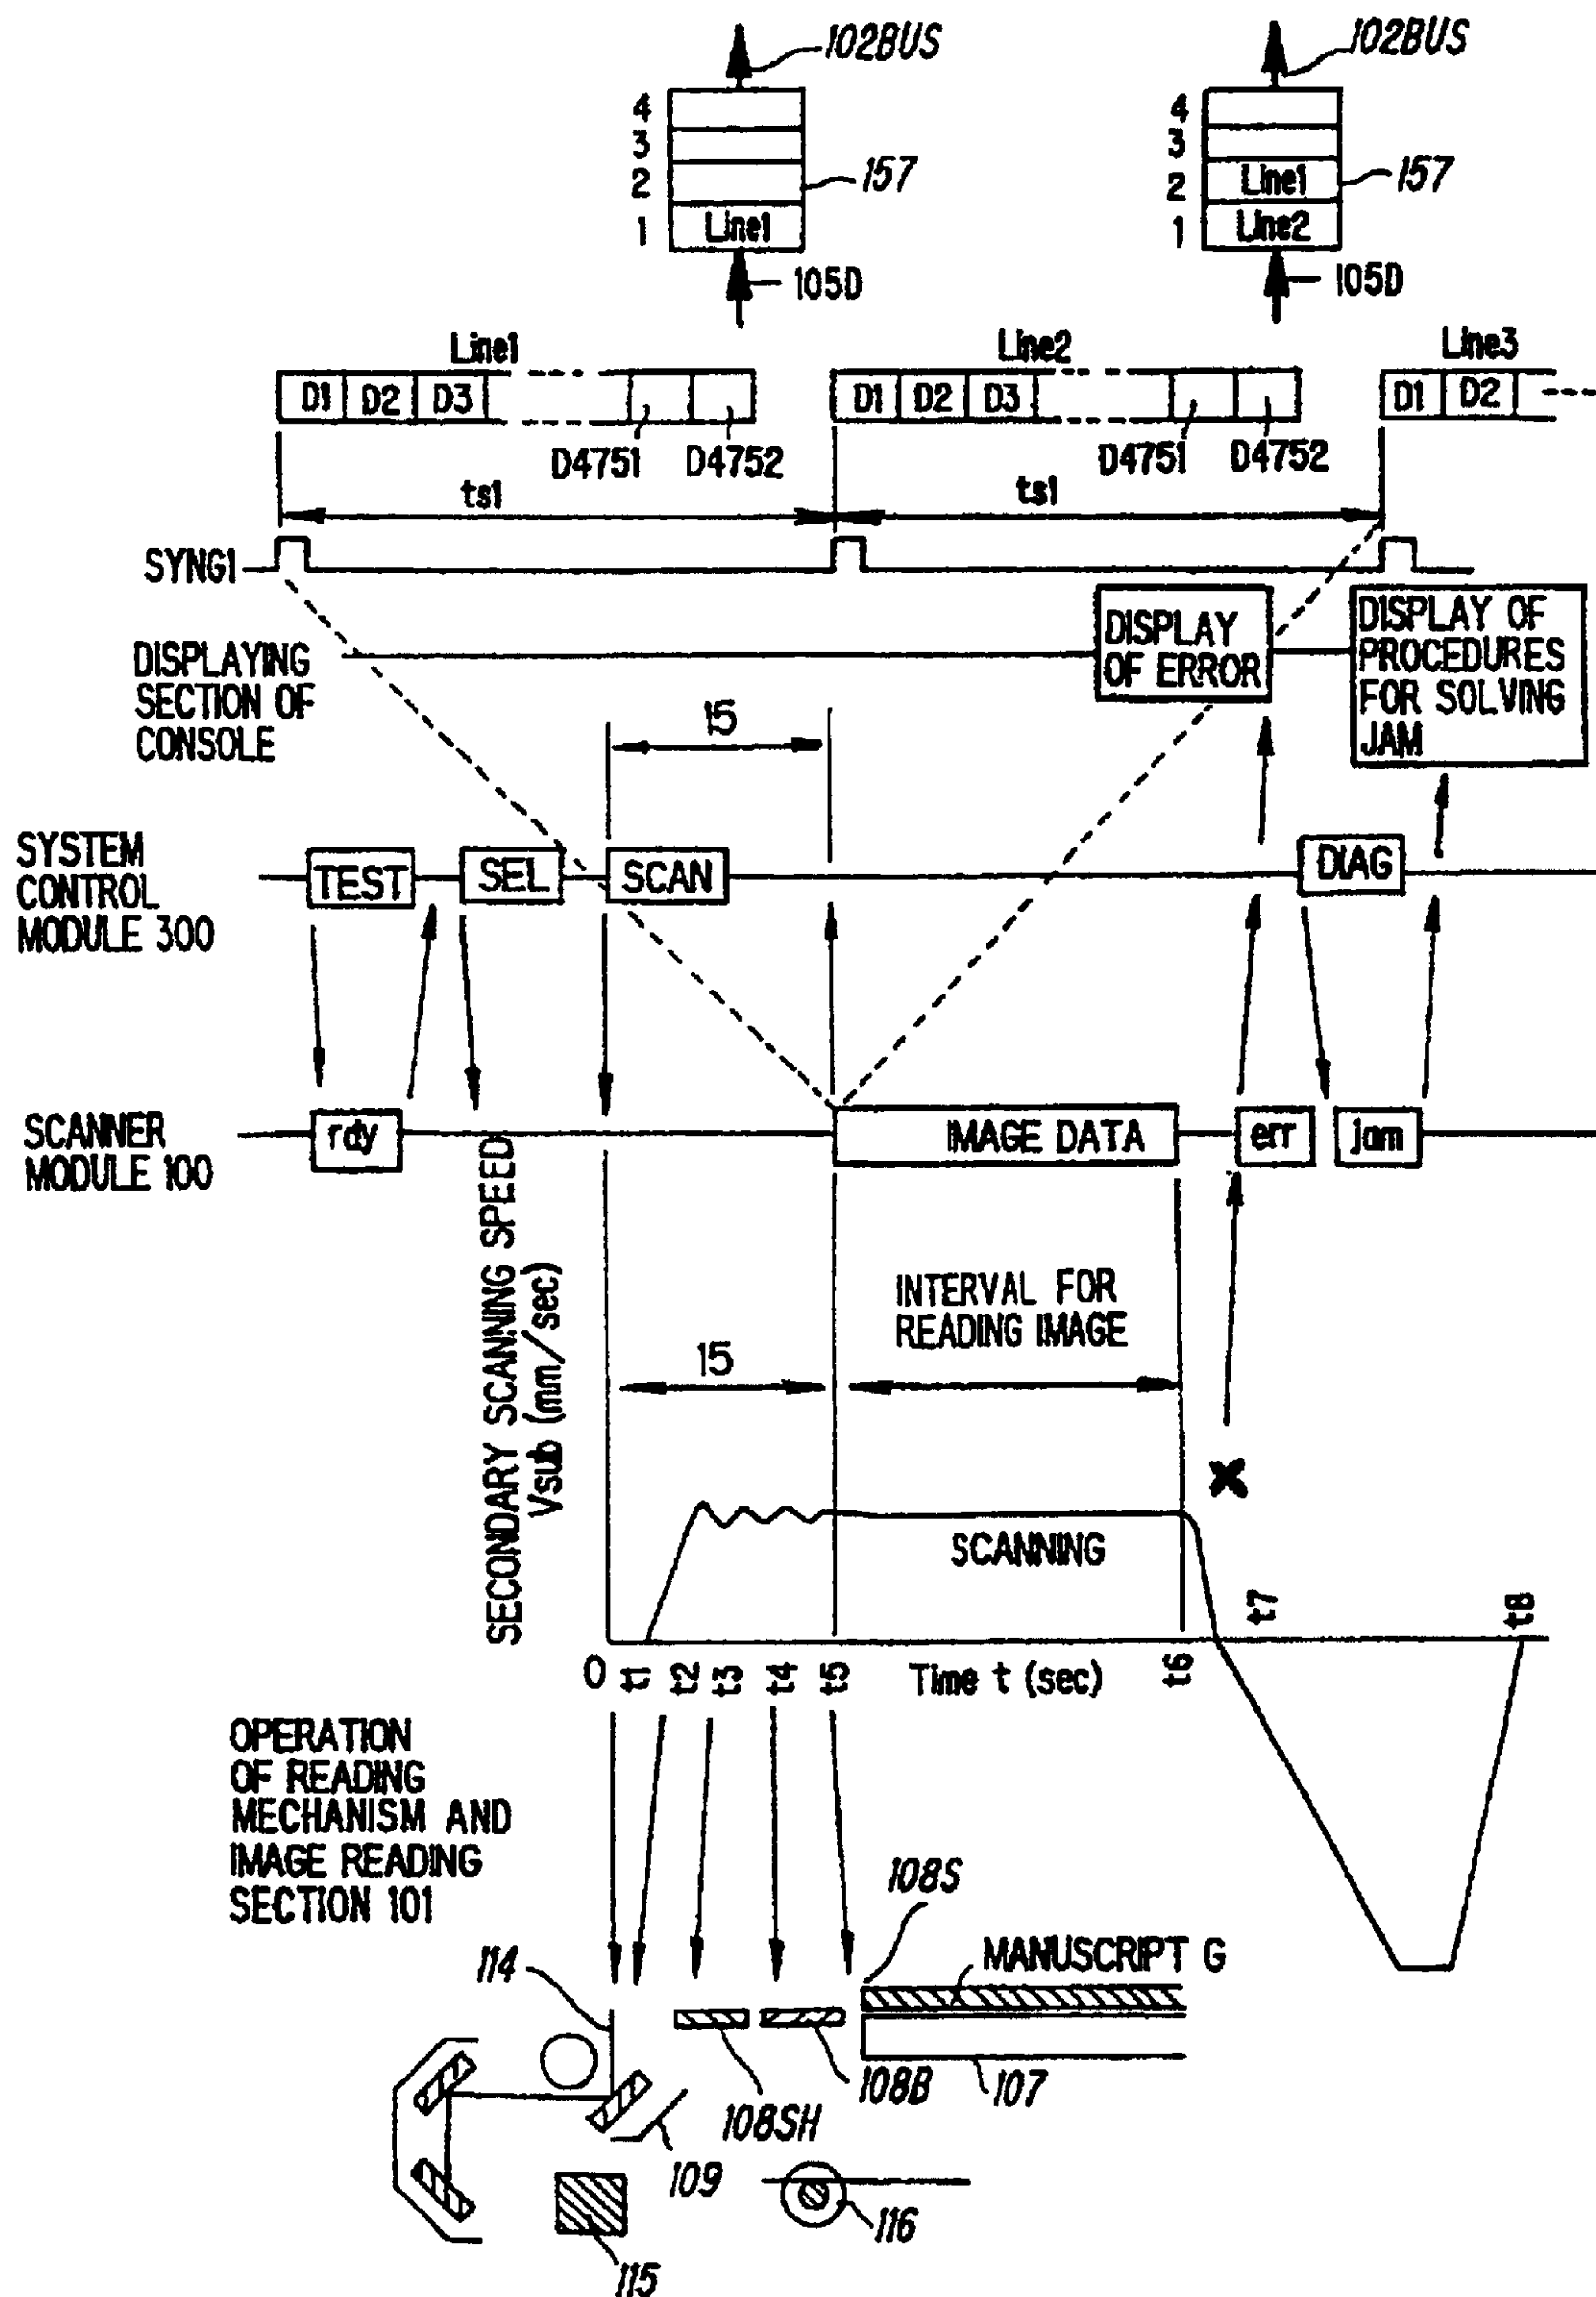 102BUS
102BUS
4
3
2
1
Line1
157
4
3
2
1
Line1
Line2
157
105D
105D
Line1
Line2
Line3
D1 D2 D3
D1 D2 D3
D1 D2
D4751 D4752
D4751 D4752
ts1
ts1
SYNG1
DISPLAYING
SECTION OF
CONSOLE
DISPLAY
OF ERROR
DISPLAY OF
PROCEDURES
FOR SOLVING
JAM
15
SYSTEM
CONTROL
MODULE 300
TEST
SEL
SCAN
DIAG
SCANNER
MODULE 100
rdy
IMAGE DATA
err
jam
SECONDARY SCANNING SPEED
Vsub (mm/sec)
INTERVAL FOR
READING IMAGE
15
SCANNING
t7
t8
0
t1
t2
t3
t4
t5
Time t (sec)
t6
OPERATION
OF READING
MECHANISM AND
IMAGE READING
SECTION 101
108S
MANUSCRIPT G
114
108SH
108B
107
109
116
115